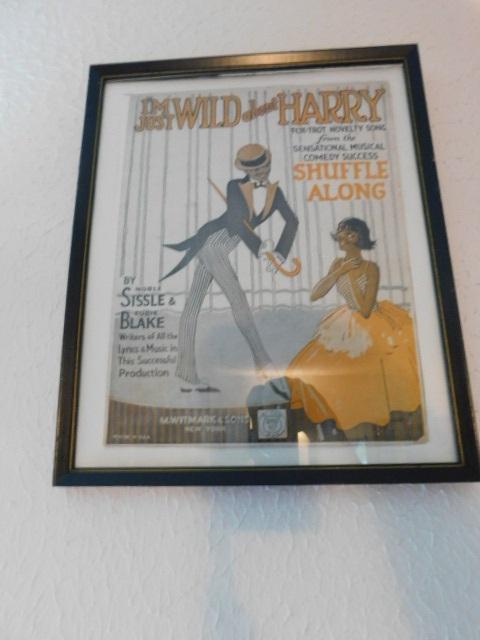 I'M JUST WILD about HARRY
FOX-TROT NOVELTY SONG
from the
SENSATIONAL MUSICAL
COMEDY SUCCESS
SHUFFLE
ALONG
BY
NOBLE
SISSLE &
EUBIE
BLAKE
Writers of All the
Lyrics & Music in
This Successful
Production
M. WITMARK & SONS
NEW YORK